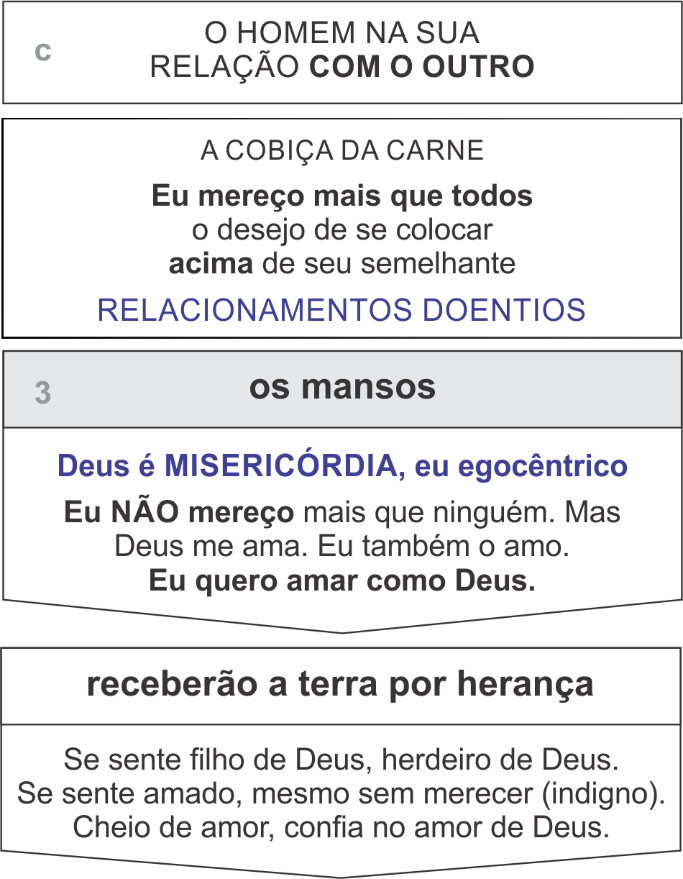 c
O HOMEM NA SUA
RELAÇÃO COM O OUTRO
A COBIÇA DA CARNE
Eu mereço mais que todos
o desejo de se colocar
acima de seu semelhante
RELACIONAMENTOS DOENTIOS
3
os mansos
Deus é MISERICÓRDIA, eu egocêntrico
Eu NÃO mereço mais que ninguém. Mas
Deus me ama. Eu também o amo.
Eu quero amar como Deus.
receberão a terra por herança
Se sente filho de Deus, herdeiro de Deus.
Se sente amado, mesmo sem merecer (indigno).
Cheio de amor, confia no amor de Deus.